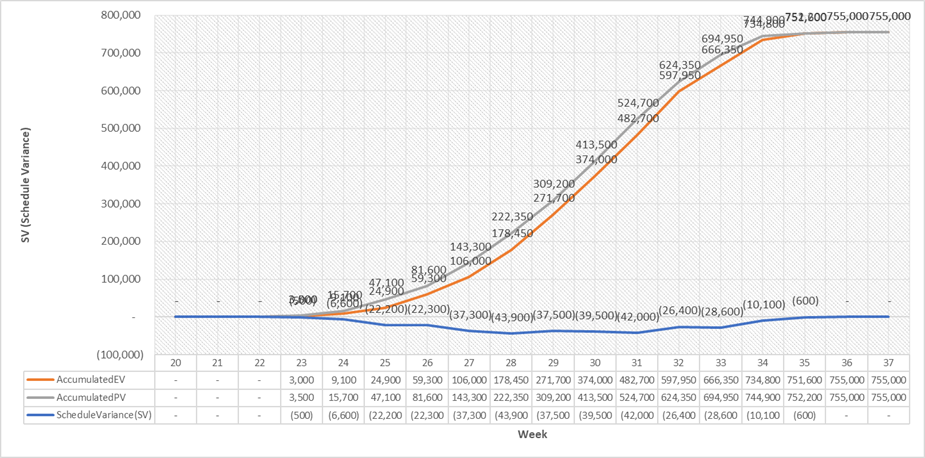 800,000
700,000
600,000
500,000
400,000
300,000
200,000
100,000
-
(100,000)
SV (Schedule Variance)
- - - 3,000 9,100 24,900 59,300 106,000 178,450 271,700 374,000 482,700 597,950 666,350 734,800 751,600 755,000 755,000
15,700 47,100 81,600 143,300 222,350 309,200 413,500 524,700 624,350 694,950 744,900 752,200 755,000 755,000
(500) (6,600) (22,200) (22,300) (37,300) (43,900) (37,500) (39,500) (42,000) (26,400) (28,600) (10,100) (600) - -
20 21 22 23 24 25 26 27 28 29 30 31 32 33 34 35 36 37
AccumulatedEV - - - 3,000 9,100 24,900 59,300 106,000 178,450 271,700 374,000 482,700 597,950 666,350 734,800 751,600 755,000 755,000
AccumulatedPV - - - 3,500 15,700 47,100 81,600 143,300 222,350 309,200 413,500 524,700 624,350 694,950 744,900 752,200 755,000 755,000
ScheduleVariance(SV) - - - (500) (6,600) (22,200) (22,300) (37,300) (43,900) (37,500) (39,500) (42,000) (26,400) (28,600) (10,100) (600) - -
Week